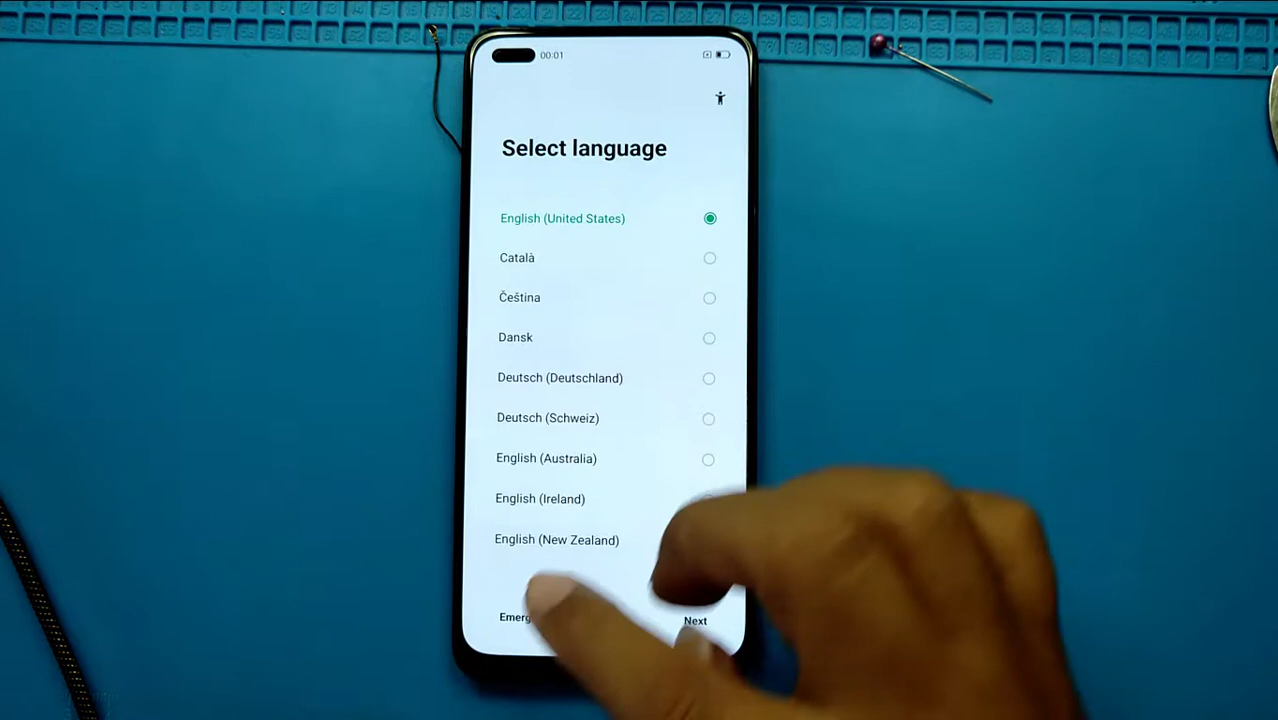 00:01
Select language
English (United States)
Català
Čeština
Dansk
Deutsch (Deutschland)
Deutsch (Schweiz)
English (Australia)
English (Ireland)
English (New Zealand)
Next